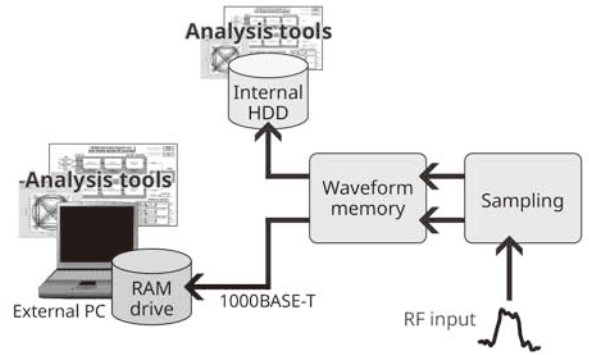 Analysis tools
Internal
HDD
-Analysis tools
Waveform
memory
Sampling
RAM
drive
1000BASE-T
External PC
RF input